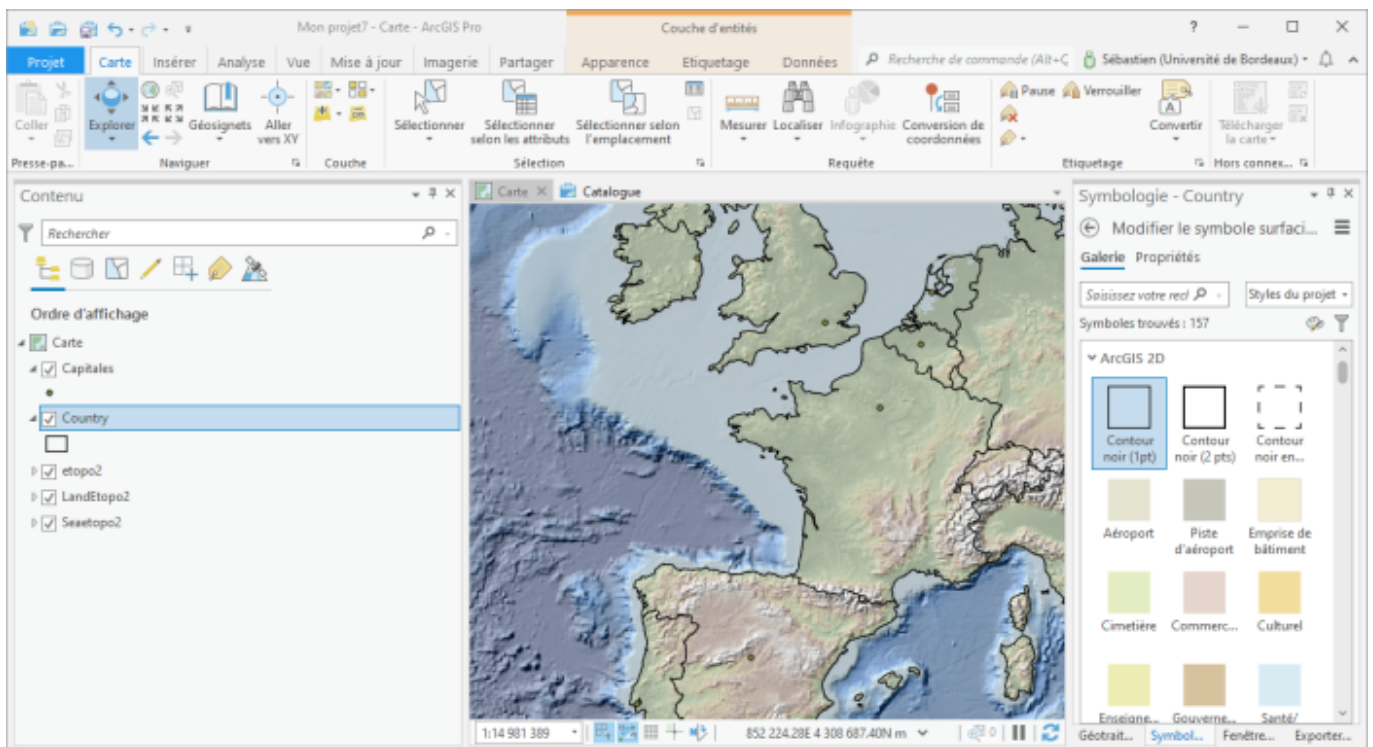 Mon projet7 - Carte - ArcGIS Pro
Couche d'entités
?
Projet Carte Insérer Analyse Vue Mise à jour Imagerie Partager Apparence Etiquetage Données Recherche de commande (Alt+Q Sébastien (Université de Bordeaux)
Coller Explorer Géosignets Aller vers XY Sélectionner Sélectionner selon les attributs Sélectionner selon l'emplacement Mesurer Localiser Infographie Conversion de coordonnées Pause Verrouiller Convertir Télécharger la carte
Presse-pa... Naviguer Couche Sélection Requête Etiquetage Hors connex...
Contenu
Rechercher
Ordre d'affichage
Carte
Capitales
Country
etopo2
LandEtopo2
Seaetopo2
Carte Catalogue
1:14 981 389 852 224,28E 4 308 687,40N m 0
Symbologie - Country
Modifier le symbole surfaci...
Galerie Propriétés
Saisissez votre recl Styles du projet
Symboles trouvés : 157
ArcGIS 2D
Contour noir (1pt) Contour noir (2 pts) Contour noir en...
Aéroport Piste d'aéroport Emprise de bâtiment
Cimetière Commerc... Culturel
Enseigne... Gouverne... Santé/
Géotrait... Symbol... Fenêtre... Exporter...